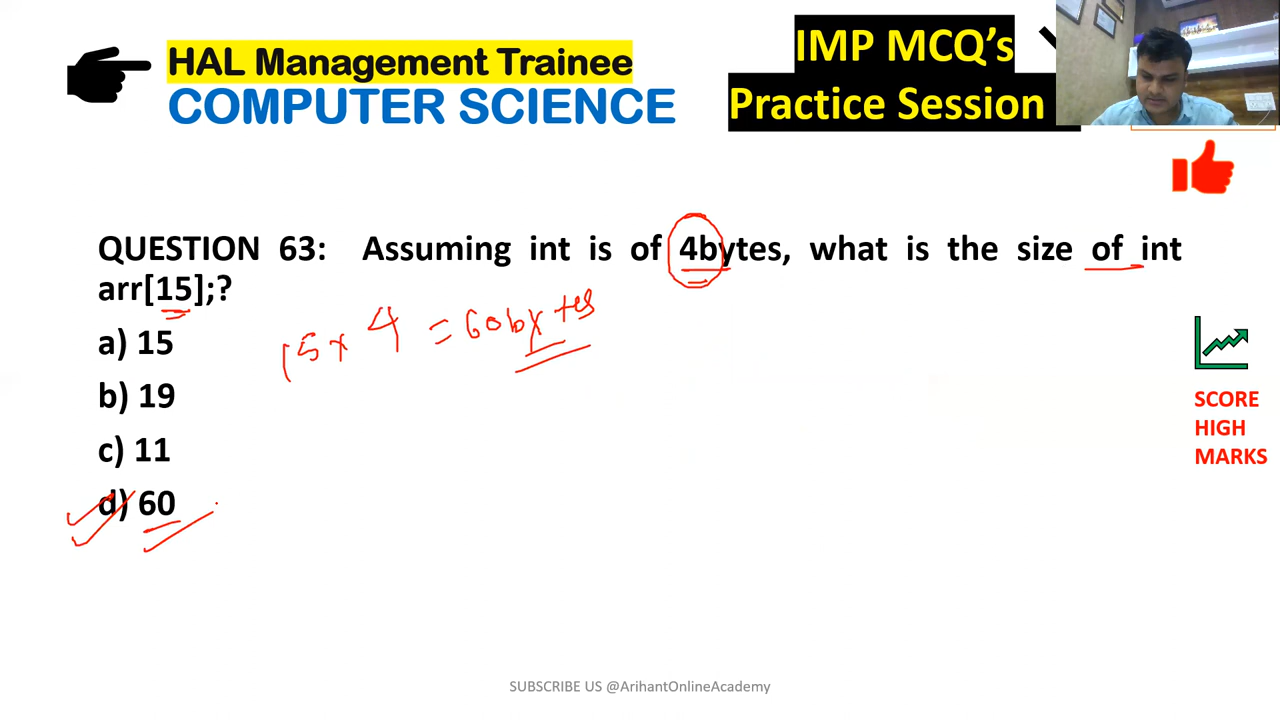 HAL Management Trainee
COMPUTER SCIENCE
IMP MCQ’s
Practice Session
QUESTION 63: Assuming int is of 4bytes, what is the size of int
arr[15];?
15 x 4 = 60 bytes
a) 15
b) 19
c) 11
d) 60
SCORE
HIGH
MARKS
SUBSCRIBE US @ArihantOnlineAcademy